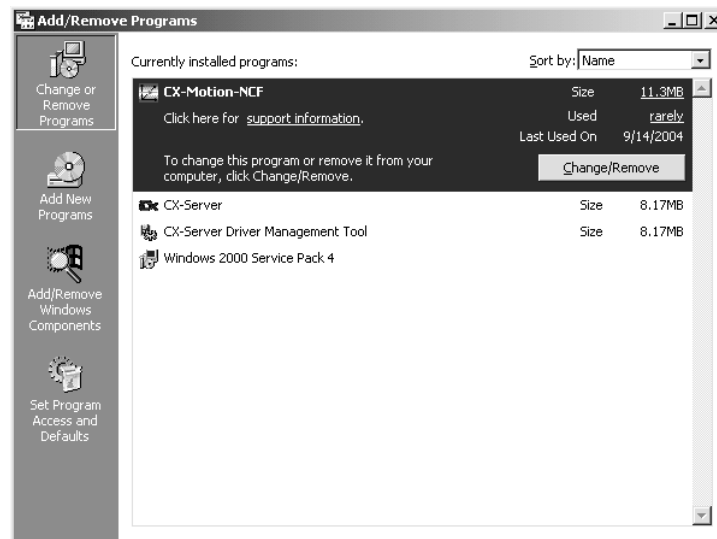 Add/Remove Programs
Change or
Remove
Programs
Add New
Programs
Add/Remove
Windows
Components
Set Program
Access and
Defaults
Currently installed programs:
Sort by: Name
CX-Motion-NCF Size 11.3MB
Click here for support information. Used rarely
Last Used On 9/14/2004
To change this program or remove it from your
computer, click Change/Remove.
Change/Remove
CX-Server Size 8.17MB
CX-Server Driver Management Tool Size 8.17MB
Windows 2000 Service Pack 4